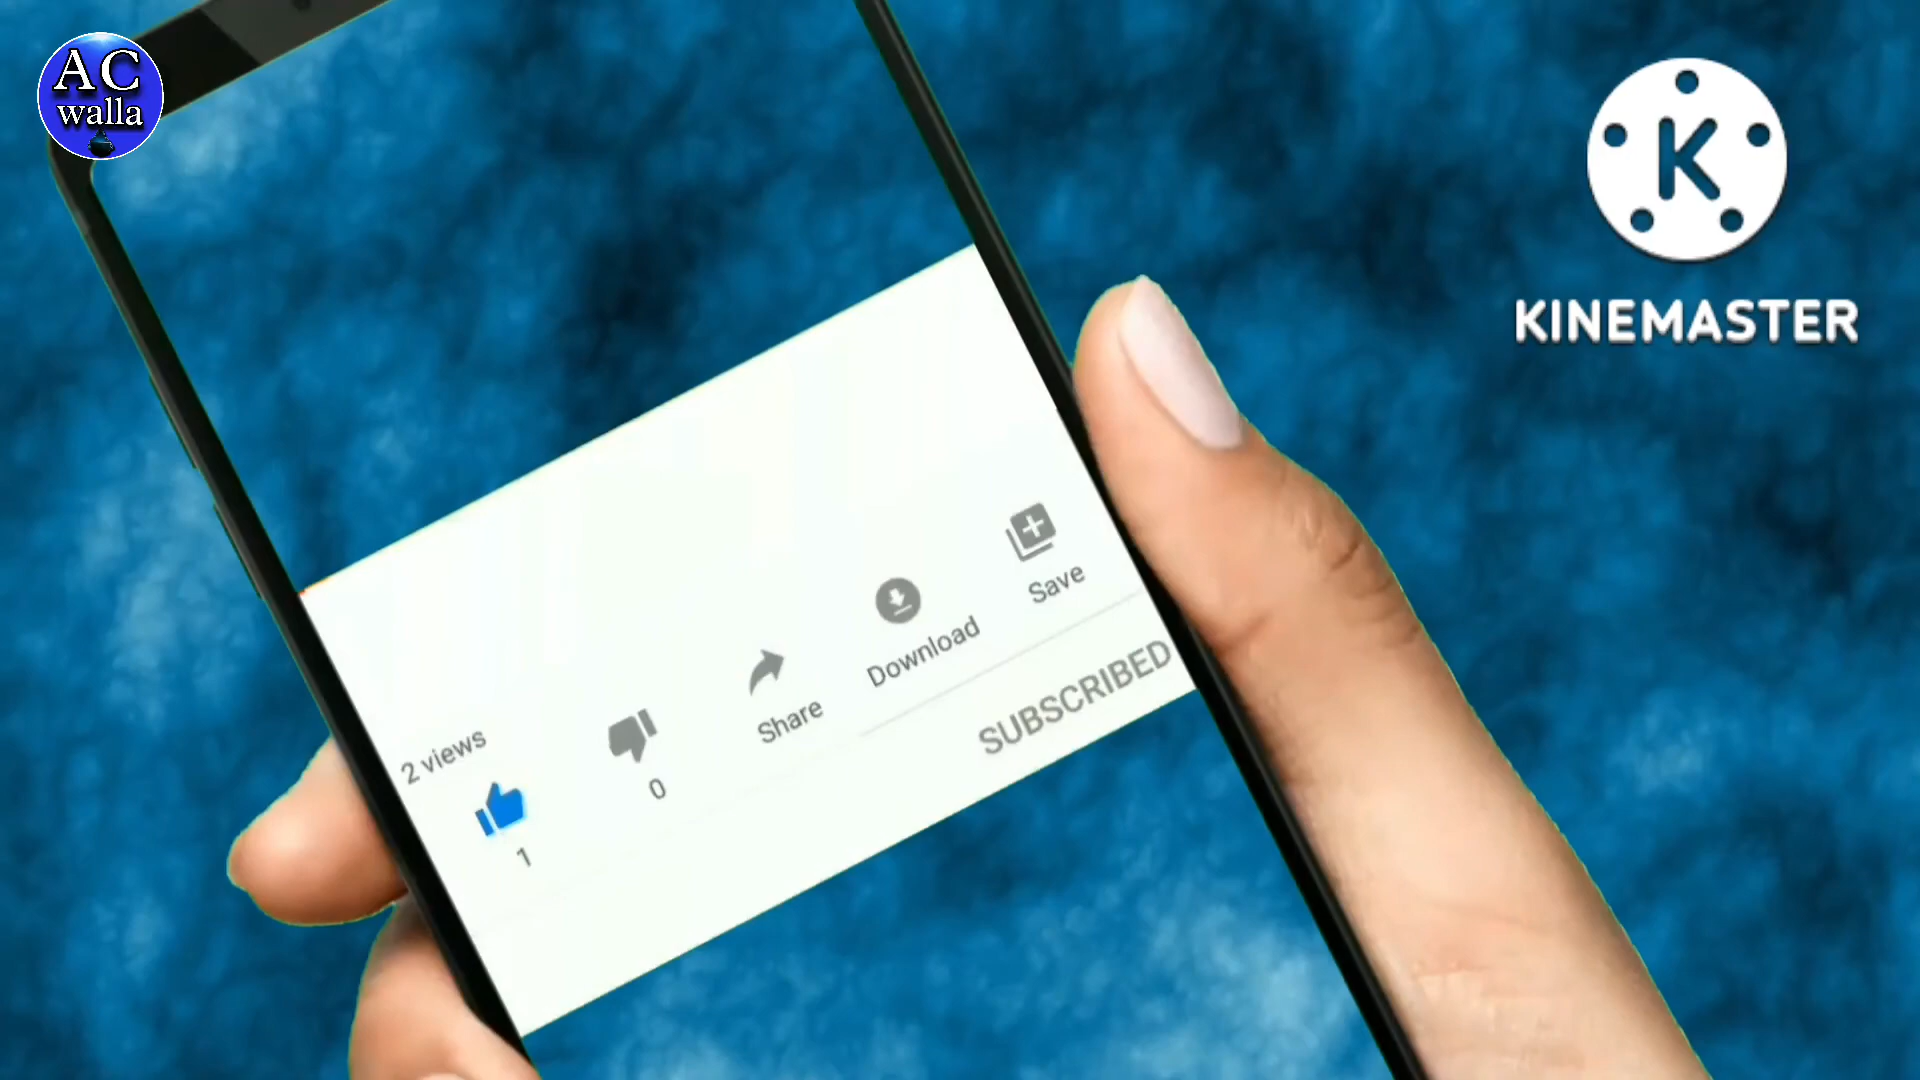 AC
walla
K
KINEMASTER
2 views
1
0
Share
Download
Save
SUBSCRIBED